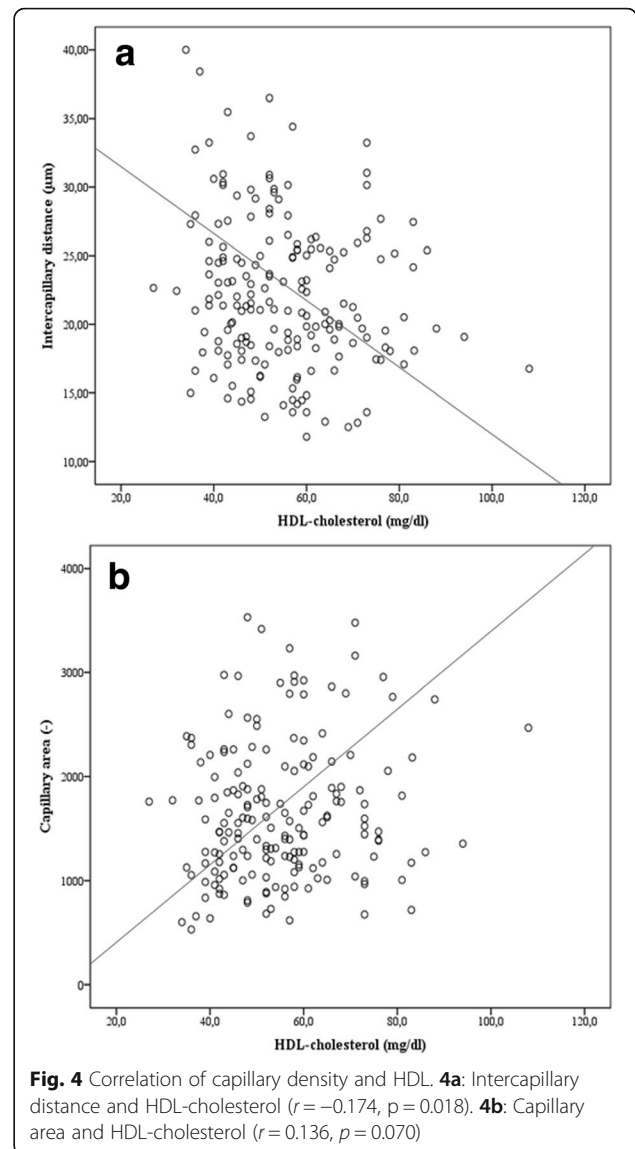 a
40,00
35,00
30,00
25,00
20,00
15,00
10,00
Intercapillary distance (µm)
20,0 40,0 60,0 80,0 100,0 120,0
HDL-cholesterol (mg/dl)
b
4000
3000
2000
1000
0
Capillary area (-)
20,0 40,0 60,0 80,0 100,0 120,0
HDL-cholesterol (mg/dl)
Fig. 4 Correlation of capillary density and HDL. 4a: Intercapillary
distance and HDL-cholesterol (r = −0.174, p = 0.018). 4b: Capillary
area and HDL-cholesterol (r = 0.136, p = 0.070)